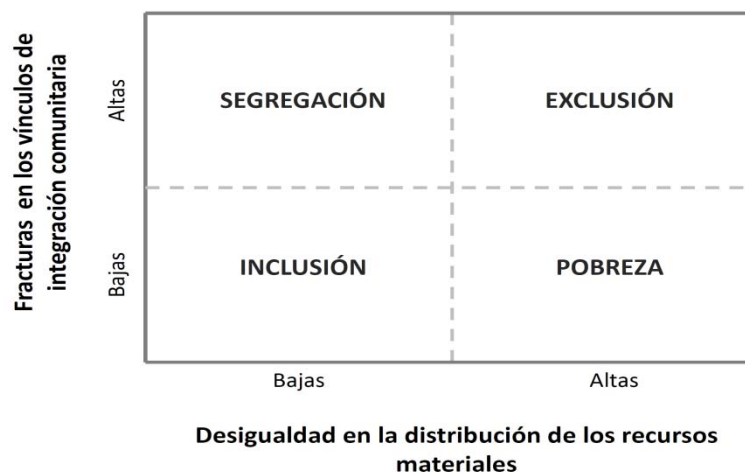 Fracturas en los vínculos de
integración comunitaria
Altas
SEGREGACIÓN
EXCLUSIÓN
Bajas
INCLUSIÓN
POBREZA
Bajas
Altas
Desigualdad en la distribución de los recursos
materiales